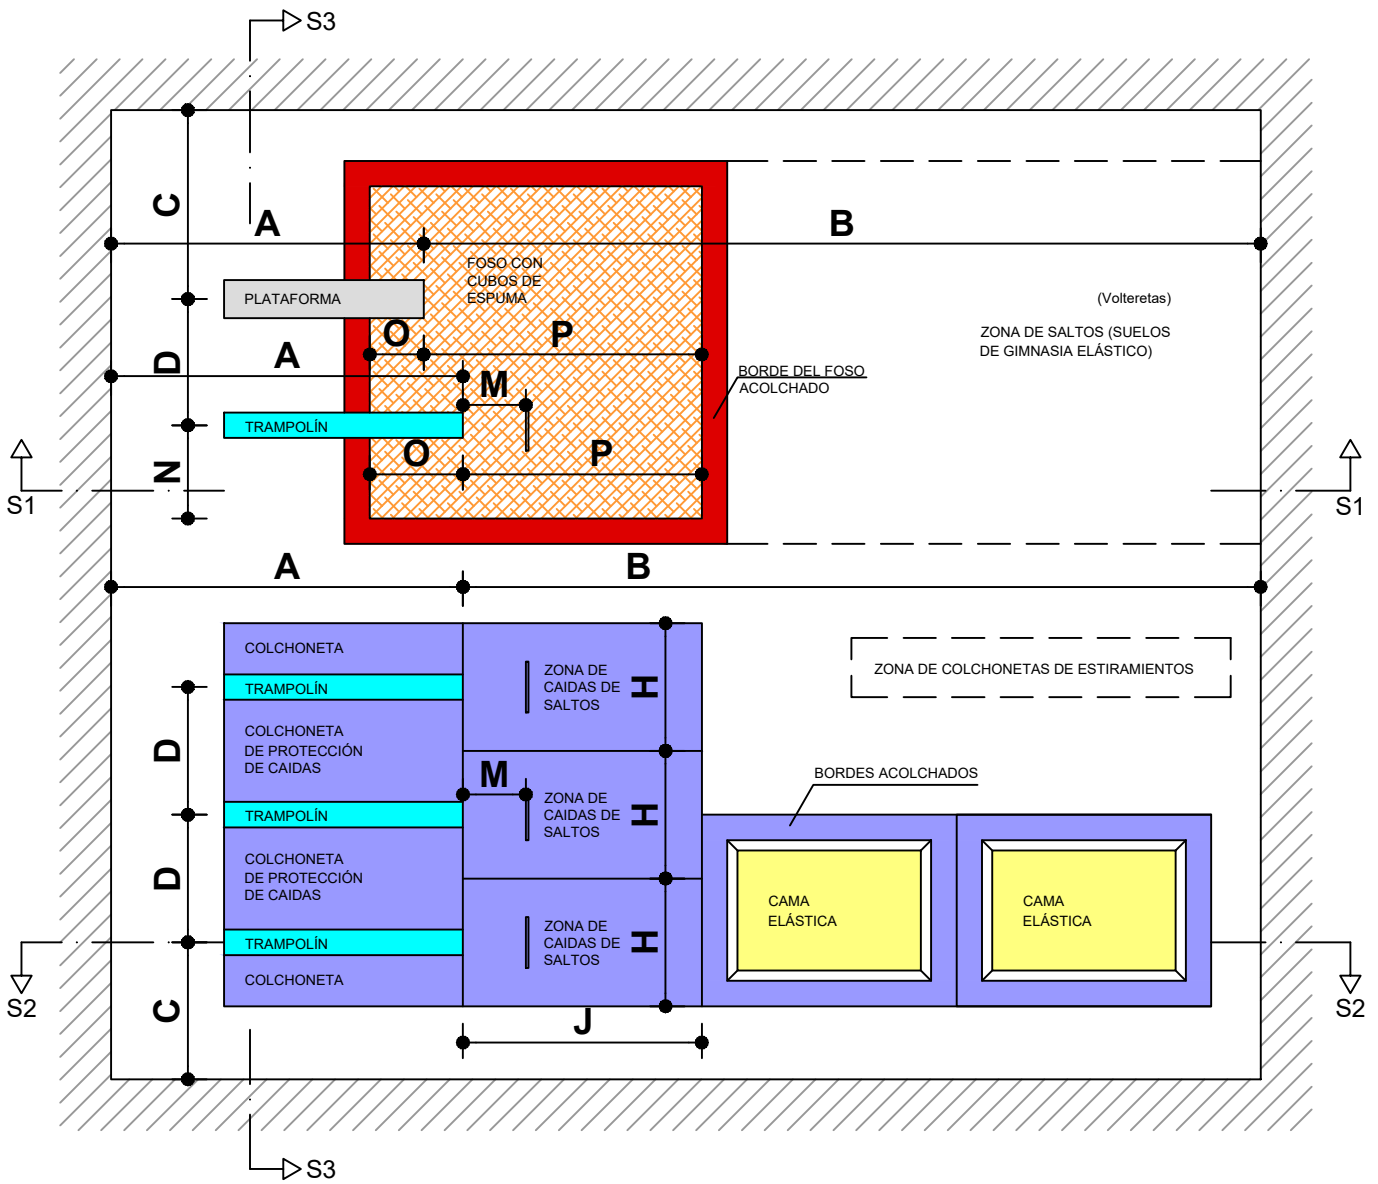 S3
C
A
B
FOSO CON
CUBOS DE
ESPUMA
PLATAFORMA
(Volteretas)
ZONA DE SALTOS (SUELOS
DE GIMNASIA ELÁSTICO)
O
P
D
A
M
BORDE DEL FOSO
ACOLCHADO
TRAMPOLÍN
O
P
N
S1
S1
A
B
COLCHONETA
TRAMPOLÍN
ZONA DE
CAIDAS DE
SALTOS
H
ZONA DE COLCHONETAS DE ESTIRAMIENTOS
D
COLCHONETA
DE PROTECCIÓN
DE CAIDAS
M
BORDES ACOLCHADOS
TRAMPOLÍN
ZONA DE
CAIDAS DE
SALTOS
H
D
COLCHONETA
DE PROTECCIÓN
DE CAIDAS
CAMA
ELÁSTICA
CAMA
ELÁSTICA
TRAMPOLÍN
ZONA DE
CAIDAS DE
SALTOS
H
COLCHONETA
C
J
S2
S2
S3